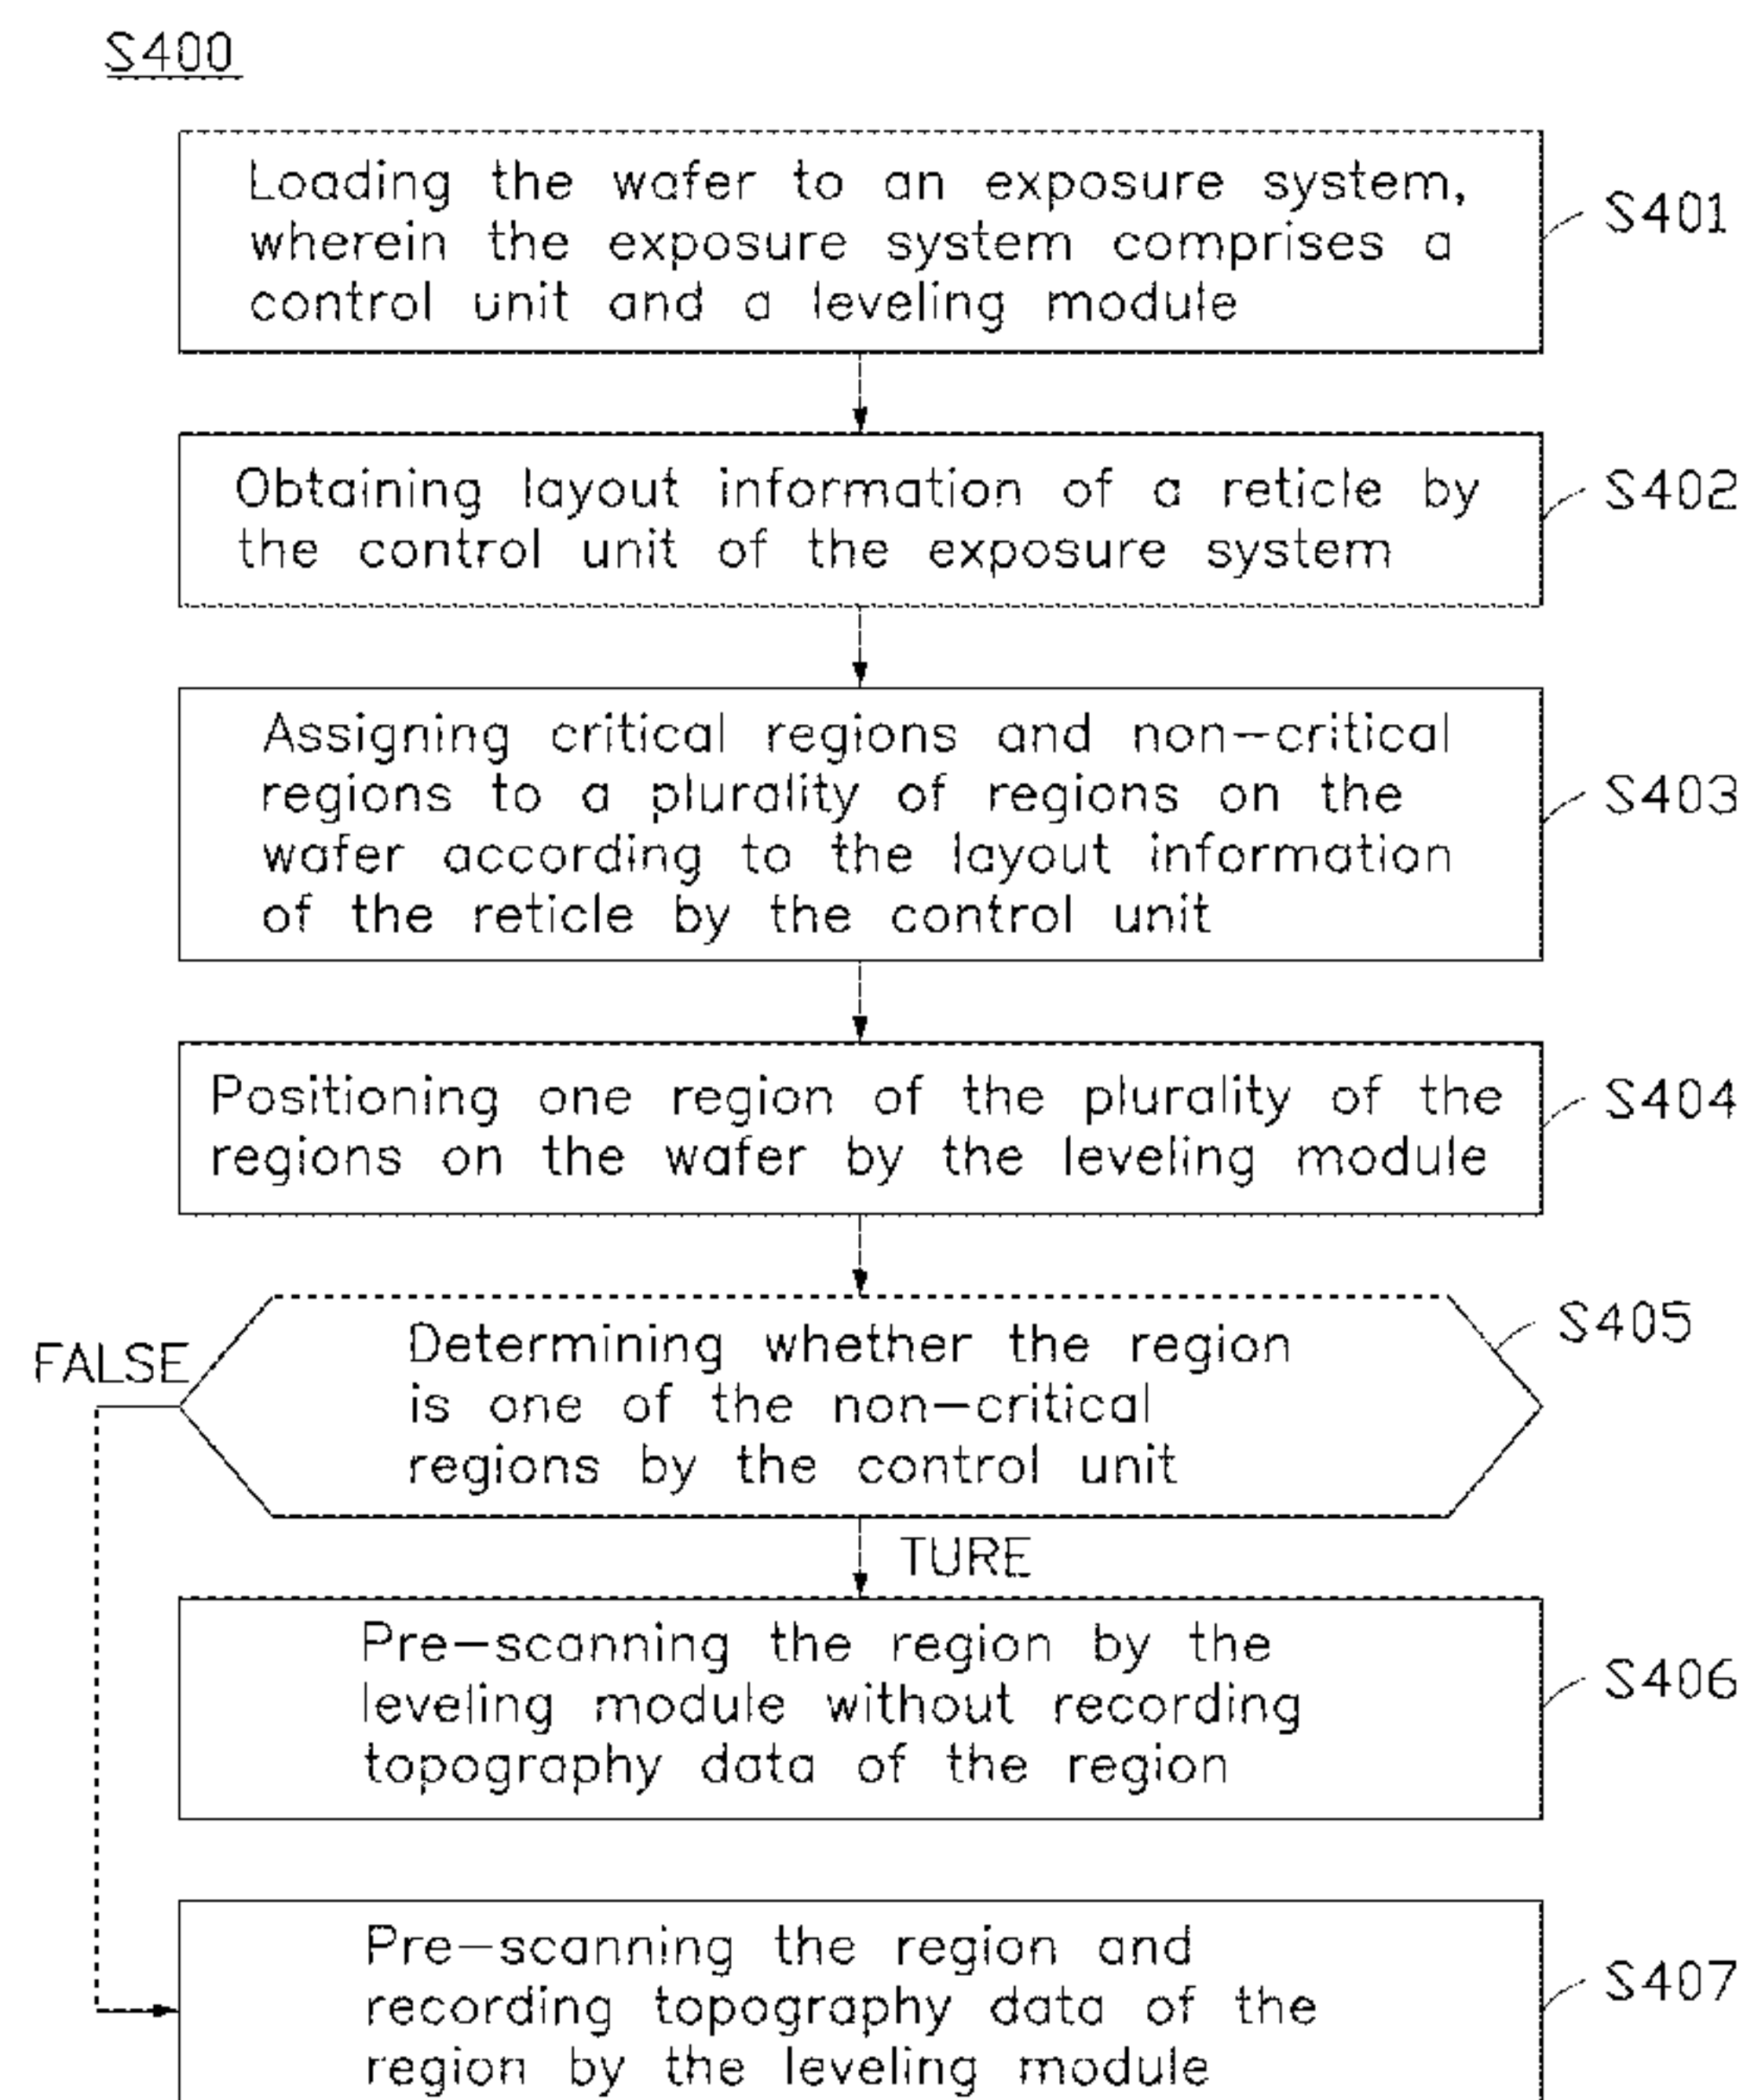 S400
Loading the wafer to an exposure system,
wherein the exposure system comprises a
control unit and a leveling module
S401
Obtaining layout information of a reticle by
the control unit of the exposure system
S402
Assigning critical regions and non-critical
regions to a plurality of regions on the
wafer according to the layout information
of the reticle by the control unit
S403
Positioning one region of the plurality of the
regions on the wafer by the leveling module
S404
Determining whether the region
is one of the non-critical
regions by the control unit
S405
FALSE
TURE
Pre-scanning the region by the
leveling module without recording
topography data of the region
S406
Pre-scanning the region and
recording topography data of the
region by the leveling module
S407